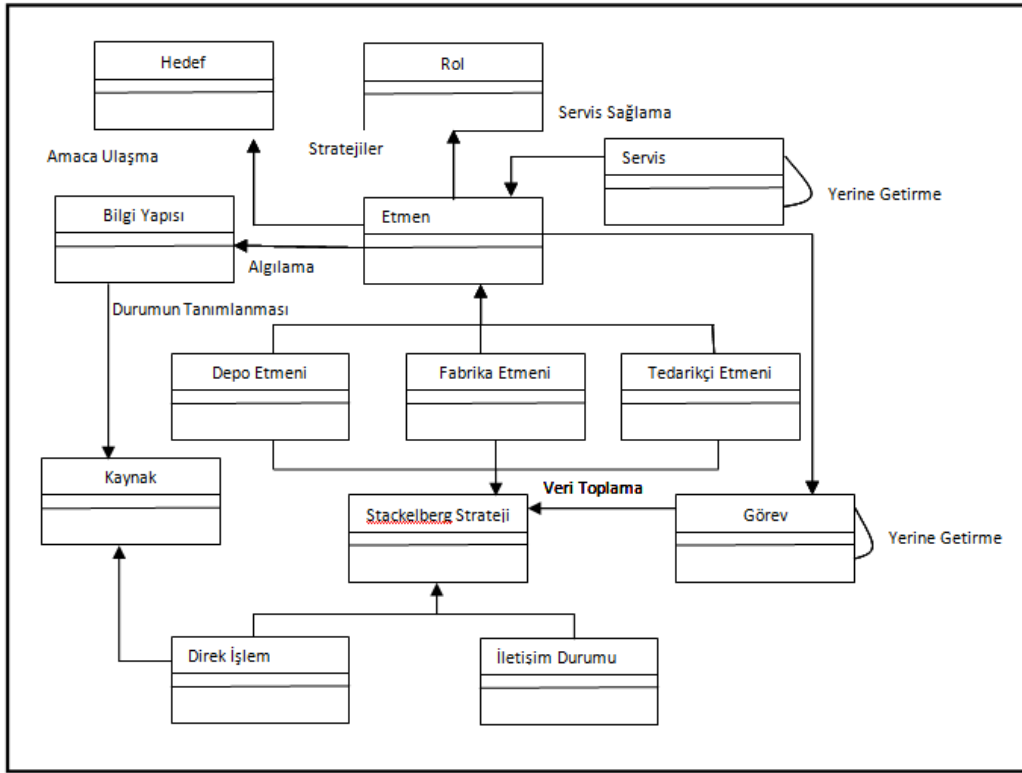 Hedef
Rol
Servis Sağlama
Stratejiler
Amaca Ulaşma
Servis
Yerine Getirme
Bilgi Yapısı
Etmen
Algılama
Durumun Tanımlanması
Depo Etmeni
Fabrika Etmeni
Tedarikçi Etmeni
Kaynak
Veri Toplama
Stackelberg Strateji
Görev
Yerine Getirme
Direk İşlem
İletişim Durumu